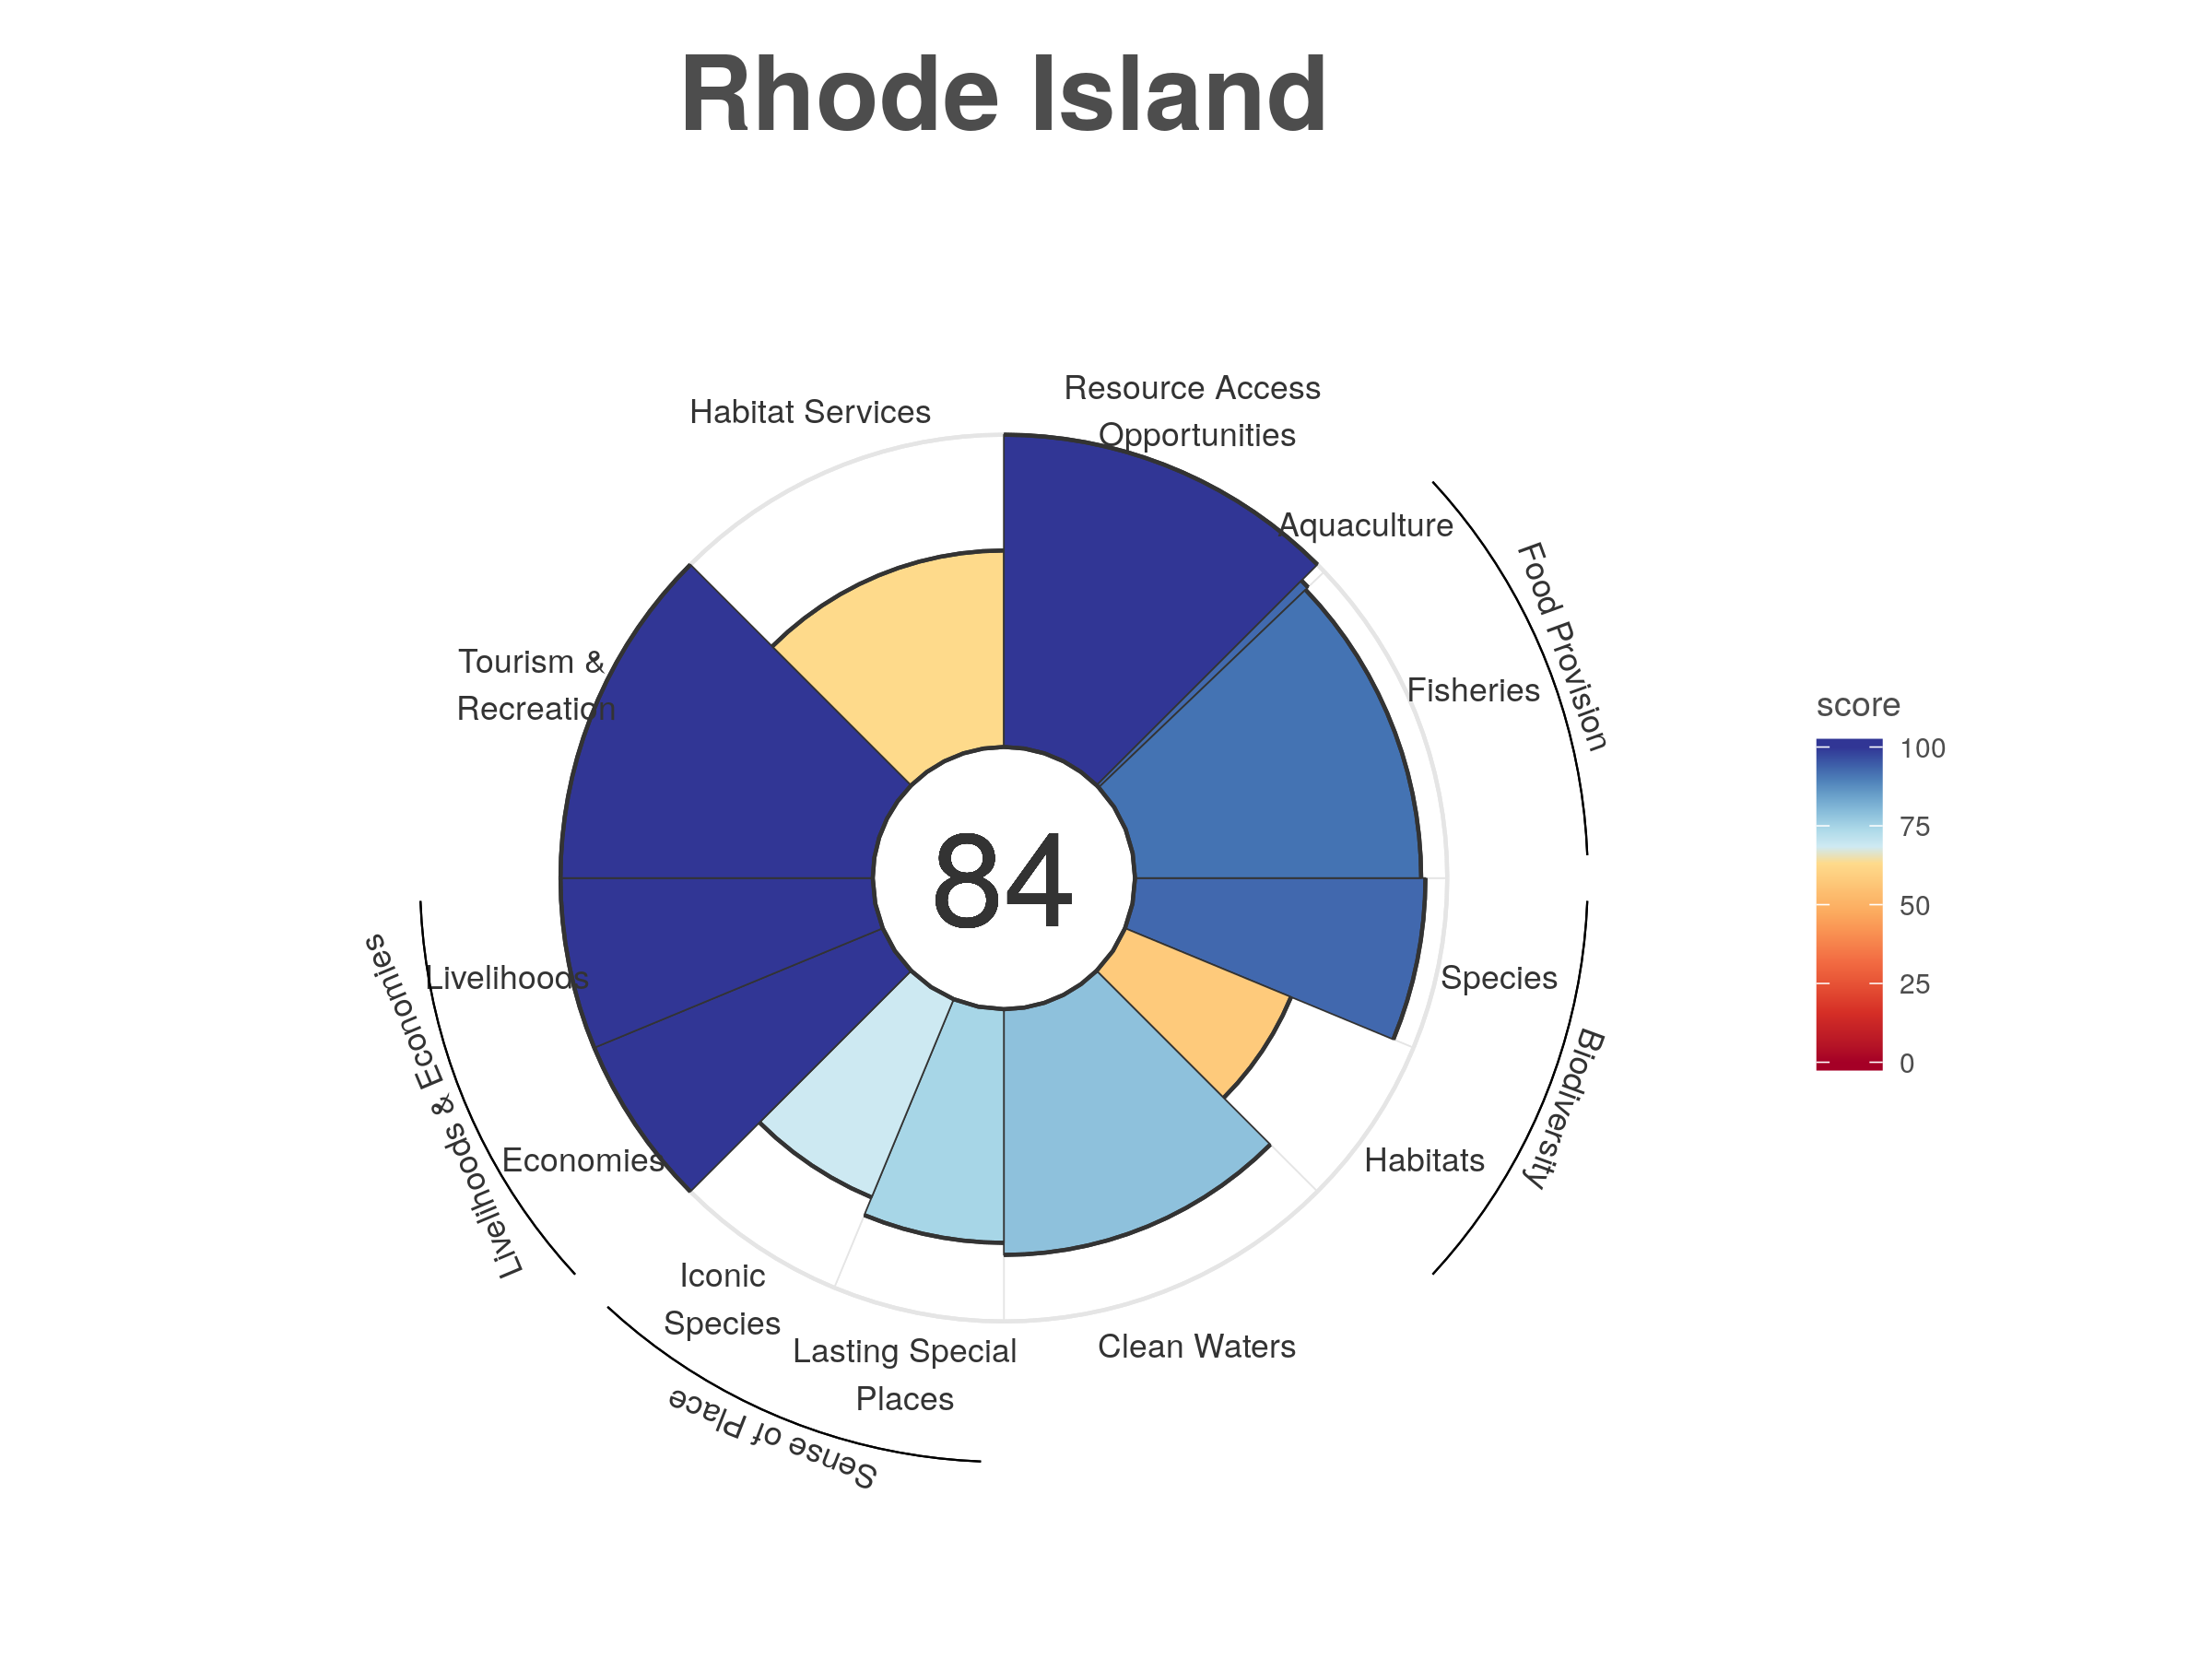 Rhode Island
Resource Access
Opportunities
Habitat Services
Aquaculture
Food Provision
Fisheries
Tourism &
Recreation
score
100
75
50
25
0
84
Species
Biodiversity
Habitats
Livelihoods
Livelihoods & Economies
Economies
Iconic
Species
Lasting Special
Places
Clean Waters
Sense of Place